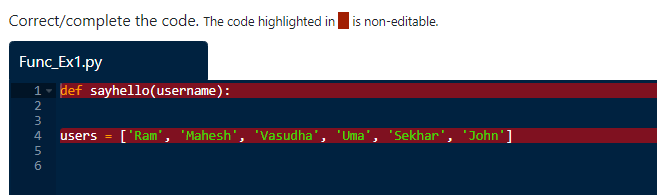 Correct/complete the code. The code highlighted in is non-editable.
Func_Ex1.py
1 def sayhello(username):
2
3
4 users = ['Ram', 'Mahesh', 'Vasudha', 'Uma', 'Sekhar', 'John']
5
6